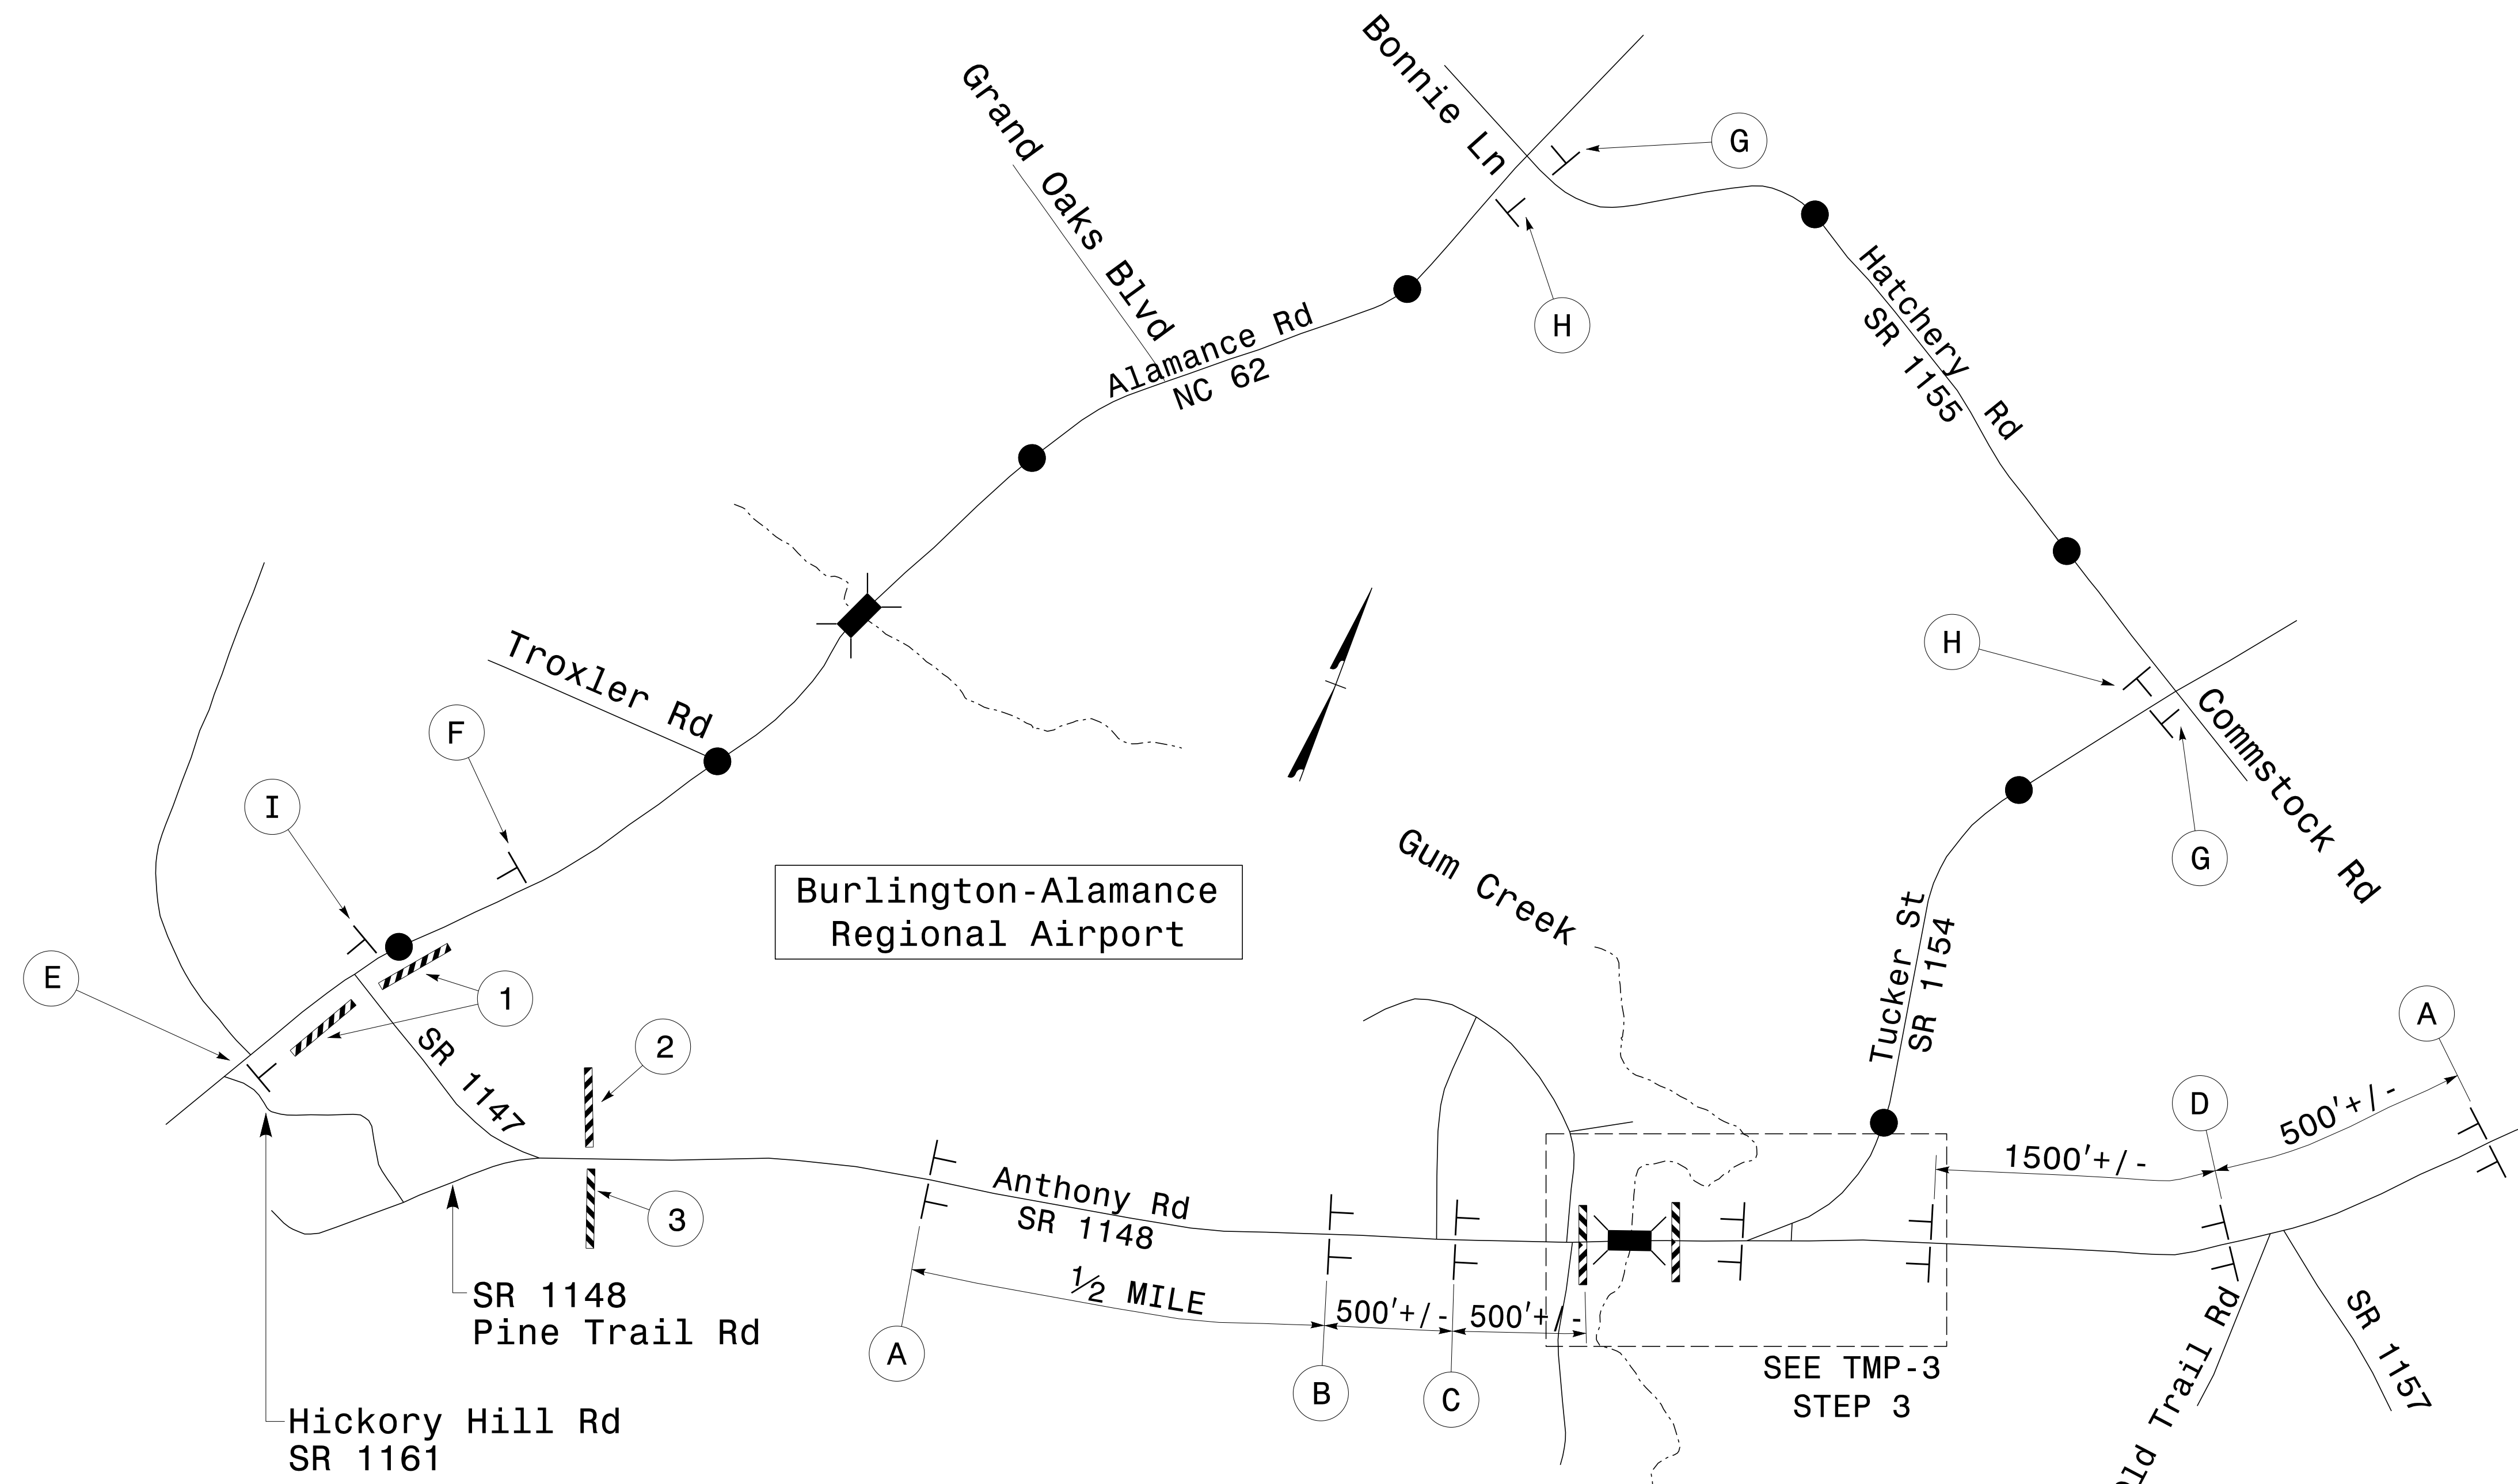 Bonnie Ln
Grand Oaks Blvd
G
H
Alamance Rd
NC 62
Hatchery Rd
SR 1155
Troxler Rd
H
F
I
Commstock Rd
G
Burlington-Alamance
Regional Airport
Gum Creek
Tucker St
SR 1154
E
1
SR 1147
2
3
A
D
500'+/-
1500'+/-
Anthony Rd
SR 1148
1/2 MILE
500'+/-
500'+/-
A
B
C
SEE TMP-3
STEP 3
SR 1148
Pine Trail Rd
Hickory Hill Rd
SR 1161
SR 1157
ld Trail Rd